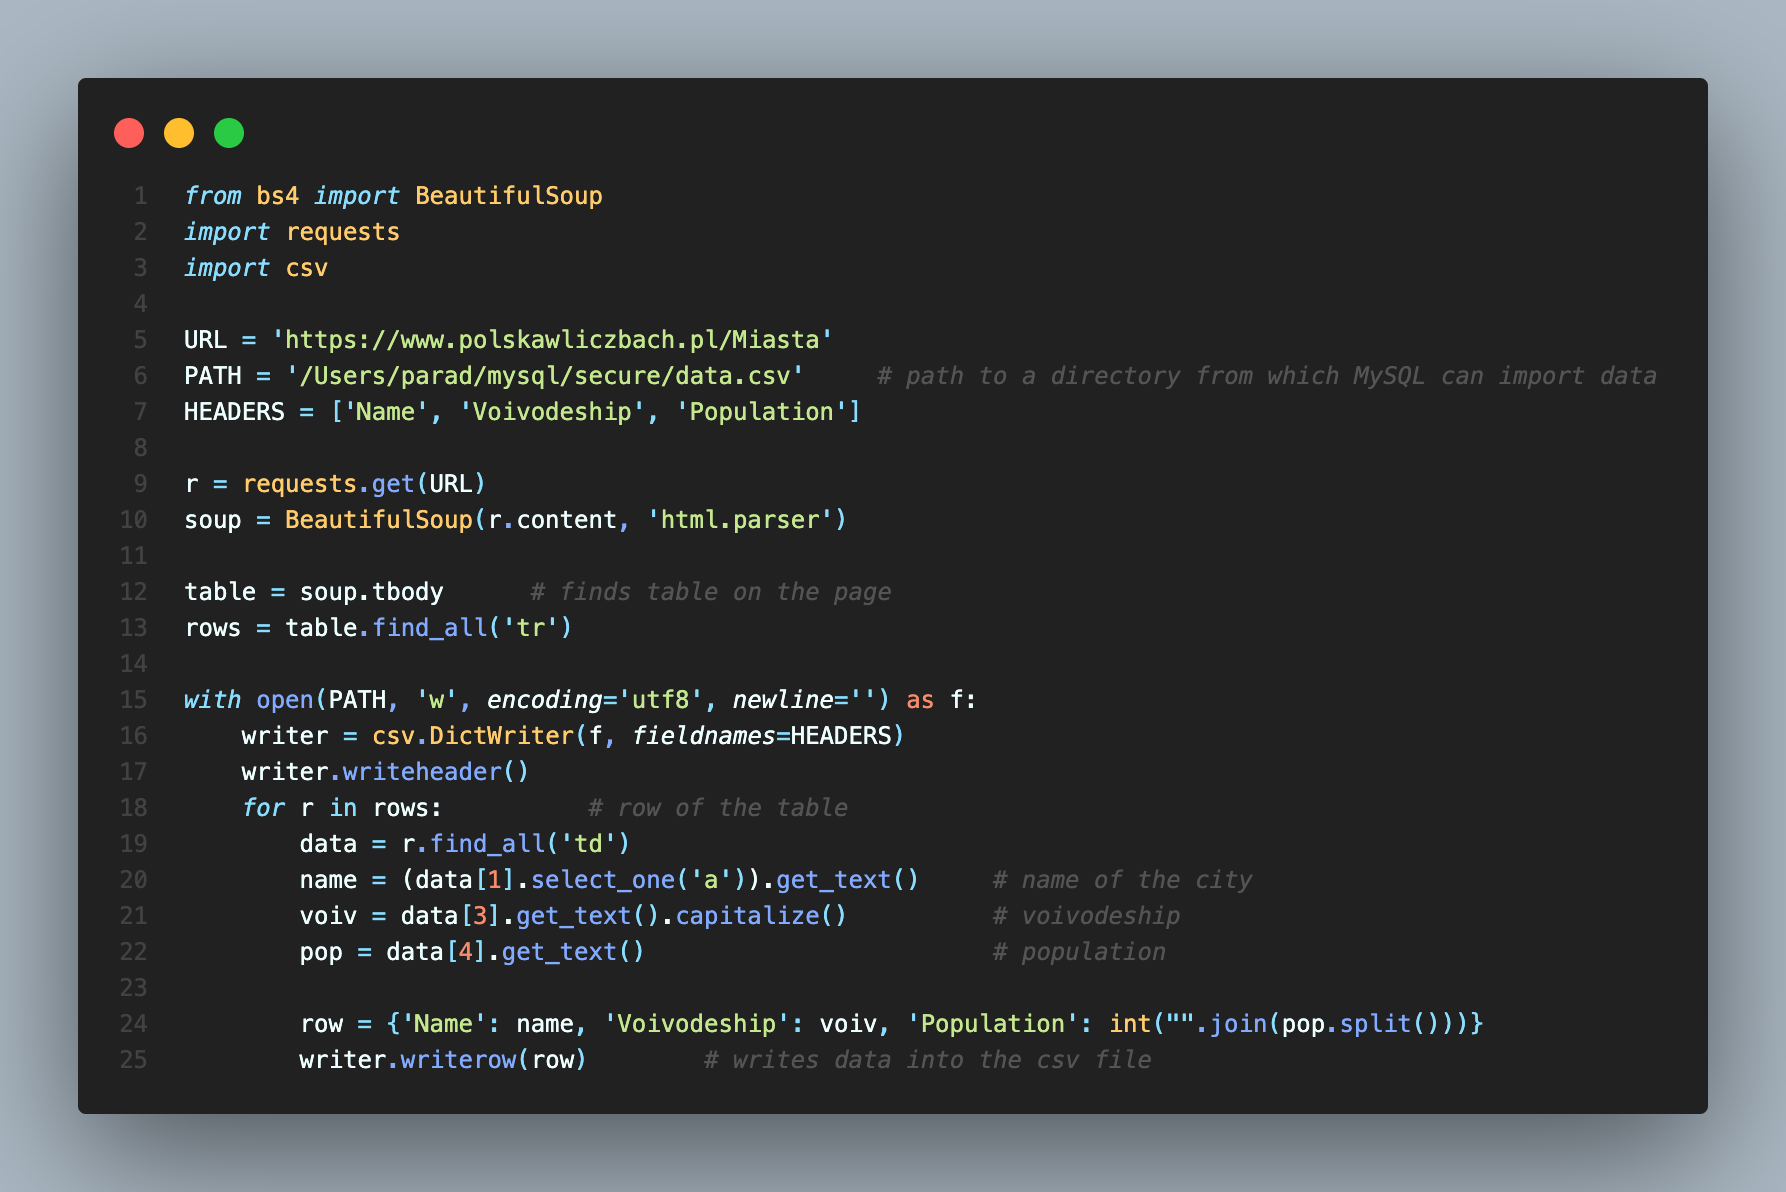 1 from bs4 import BeautifulSoup
2 import requests
3 import csv
4
5 URL = 'https://www.polskawliczbach.pl/Miasta'
6 PATH = '/Users/parad/mysql/secure/data.csv'     # path to a directory from which MySQL can import data
7 HEADERS = ['Name', 'Voivodeship', 'Population']
8
9 r = requests.get(URL)
10 soup = BeautifulSoup(r.content, 'html.parser')
11
12 table = soup.tbody      # finds table on the page
13 rows = table.find_all('tr')
14
15 with open(PATH, 'w', encoding='utf8', newline='') as f:
16     writer = csv.DictWriter(f, fieldnames=HEADERS)
17     writer.writeheader()
18     for r in rows:          # row of the table
19         data = r.find_all('td')
20         name = (data[1].select_one('a')).get_text()     # name of the city
21         voiv = data[3].get_text().capitalize()          # voivodeship
22         pop = data[4].get_text()                        # population
23
24         row = {'Name': name, 'Voivodeship': voiv, 'Population': int("".join(pop.split()))}
25         writer.writerow(row)        # writes data into the csv file